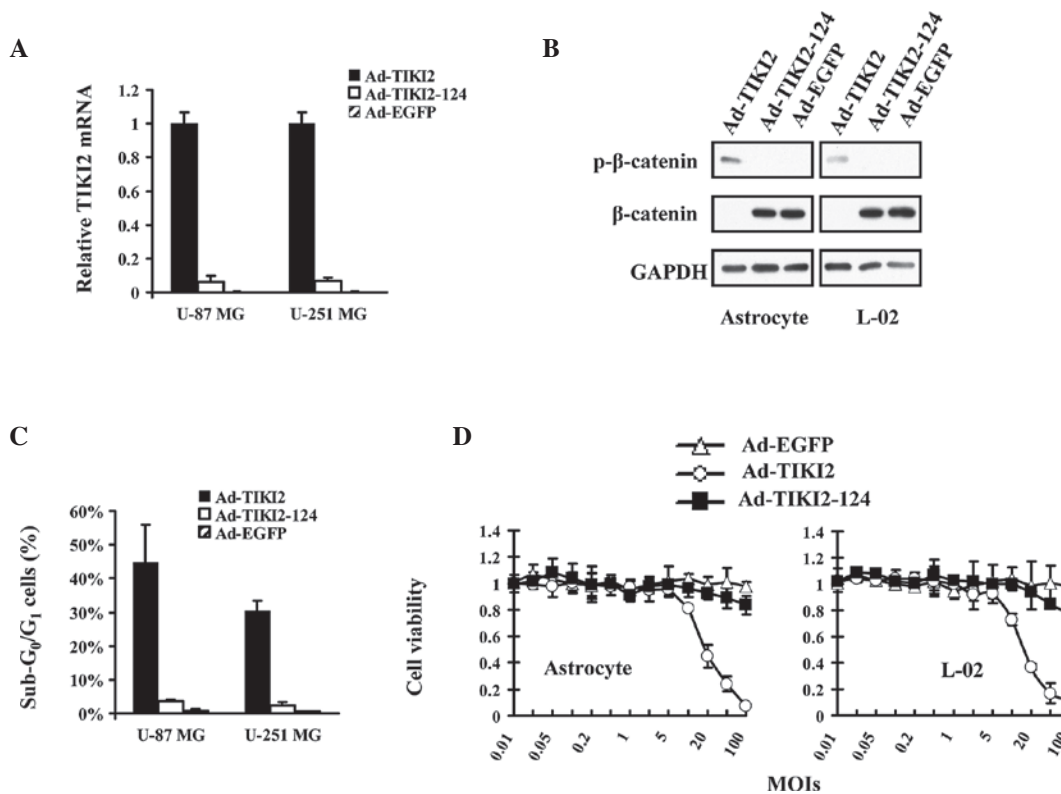 A
Ad-TIKI2
Ad-TIKI2-124
Ad-EGFP
Relative TIKI2 mRNA
1.2
1
0.8
0.6
0.4
0.2
0
U-87 MG
U-251 MG
B
Ad-TIKI2
Ad-TIKI2-124
Ad-EGFP
Ad-TIKI2
Ad-TIKI2-124
Ad-EGFP
p-β-catenin
β-catenin
GAPDH
Astrocyte
L-02
C
Ad-TIKI2
Ad-TIKI2-124
Ad-EGFP
Sub-G₀/G₁ cells (%)
60%
50%
40%
30%
20%
10%
0%
U-87 MG
U-251 MG
D
Ad-EGFP
Ad-TIKI2
Ad-TIKI2-124
Cell viability
1.4
1.2
1
0.8
0.6
0.4
0.2
0
Astrocyte
0.01
0.05
0.2
1
5
20
100
1.4
1.2
1
0.8
0.6
0.4
0.2
0
L-02
0.01
0.05
0.2
1
5
20
100
MOIs